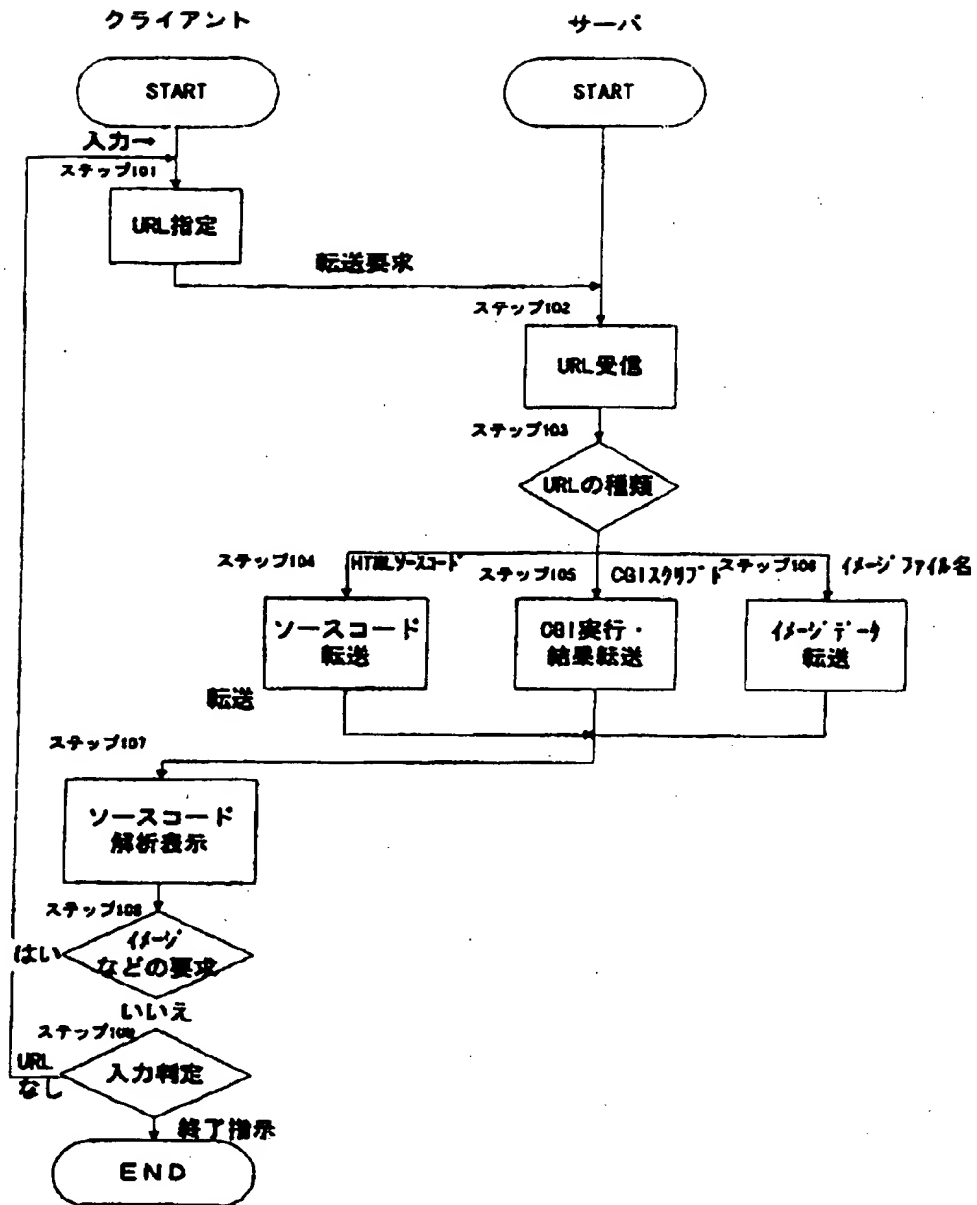 クライアント
サーバ
START
START
入力→
ステップ101
URL指定
転送要求
ステップ102
URL受信
ステップ103
URLの種類
ステップ104
HTMLソースコード
ステップ105
CGIスクリプト
ステップ106
イメージファイル名
ソースコード
転送
CGI実行・
結果転送
イメージデータ
転送
転送
ステップ107
ソースコード
解析表示
ステップ108
イメージ
などの要求
はい
いいえ
ステップ109
URL
なし
入力判定
終了指示
END